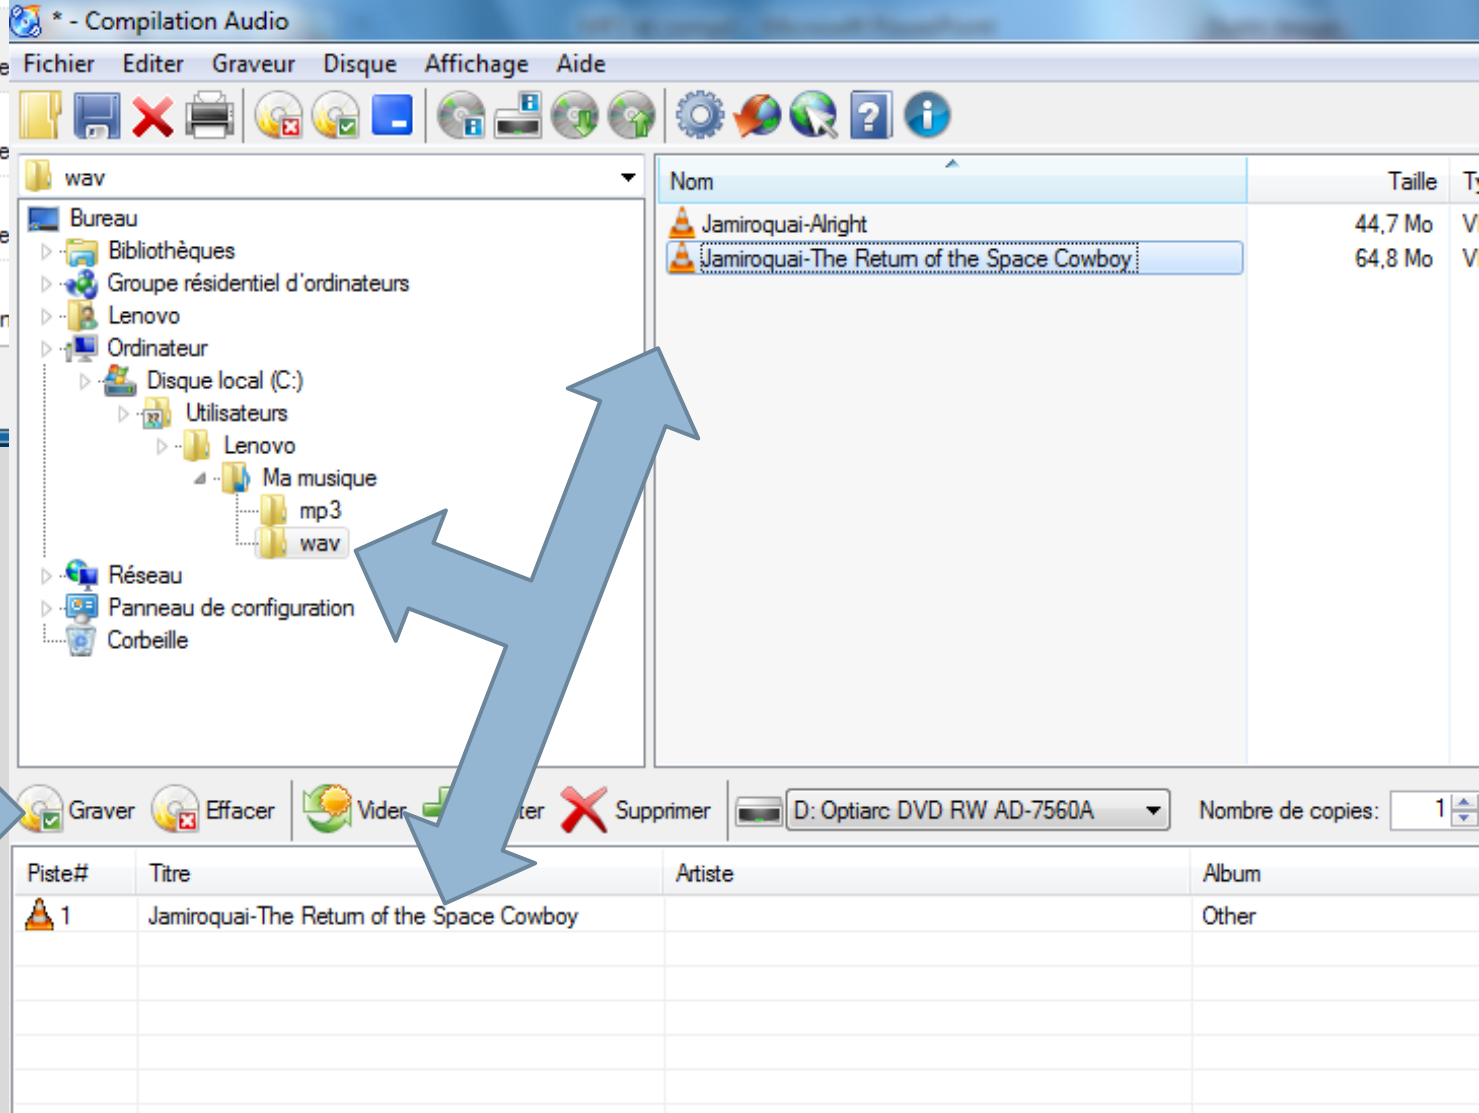 * - Compilation Audio
Fichier Editer Graveur Disque Affichage Aide
wav
Nom Taille
Bureau
Jamiroquai-Alright 44,7 Mo
Bibliothèques
Jamiroquai-The Return of the Space Cowboy 64,8 Mo
Groupe résidentiel d'ordinateurs
Lenovo
Ordinateur
Disque local (C:)
Utilisateurs
Lenovo
Ma musique
mp3
wav
Réseau
Panneau de configuration
Corbeille
Graver Effacer Vider ter Supprimer D: Optiarc DVD RW AD-7560A Nombre de copies: 1
Piste# Titre Artiste Album
1 Jamiroquai-The Return of the Space Cowboy Other